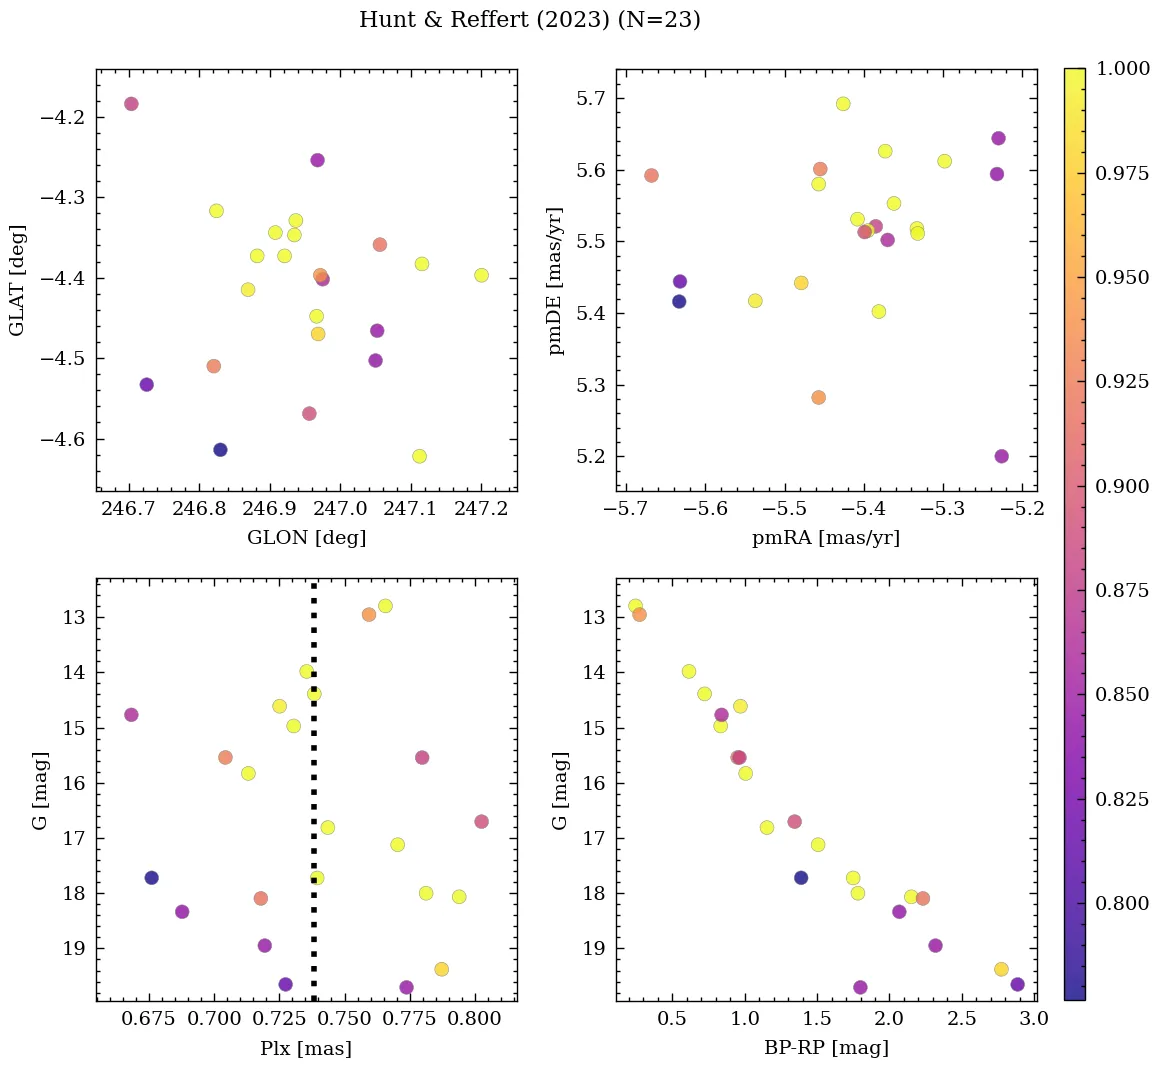 Hunt & Reffert (2023) (N=23)
−4.2
−4.3
−4.4
−4.5
−4.6
GLAT [deg]
246.7 246.8 246.9 247.0 247.1 247.2
GLON [deg]
5.7
5.6
5.5
5.4
5.3
5.2
pmDE [mas/yr]
−5.7 −5.6 −5.5 −5.4 −5.3 −5.2
pmRA [mas/yr]
13
14
15
16
17
18
19
G [mag]
0.675 0.700 0.725 0.750 0.775 0.800
Plx [mas]
13
14
15
16
17
18
19
G [mag]
0.5 1.0 1.5 2.0 2.5 3.0
BP-RP [mag]
1.000
0.975
0.950
0.925
0.900
0.875
0.850
0.825
0.800